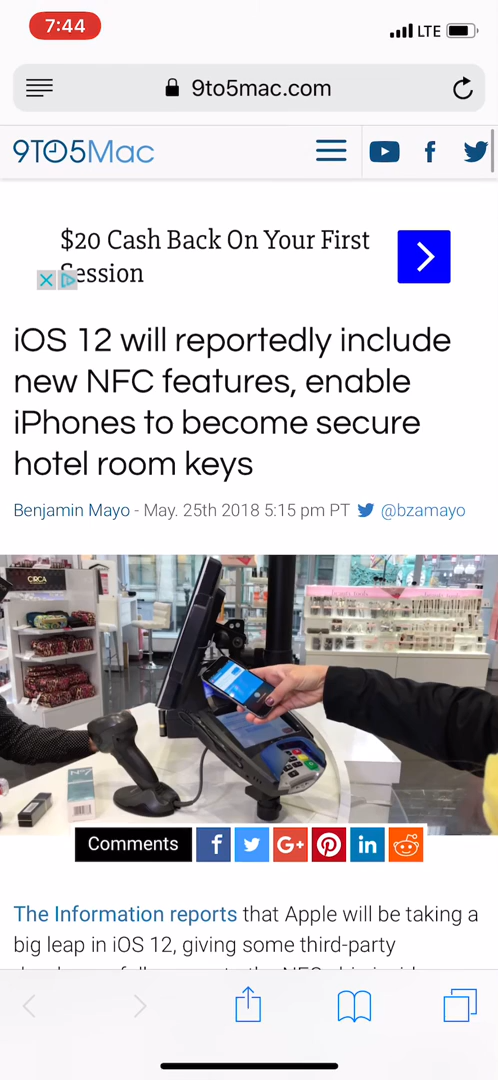 7:44
LTE
9to5mac.com
9TO5Mac
$20 Cash Back On Your First
Session
iOS 12 will reportedly include
new NFC features, enable
iPhones to become secure
hotel room keys
Benjamin Mayo - May. 25th 2018 5:15 pm PT @bzamayo
CIRCA
N°7
Comments
The Information reports that Apple will be taking a
big leap in iOS 12, giving some third-party